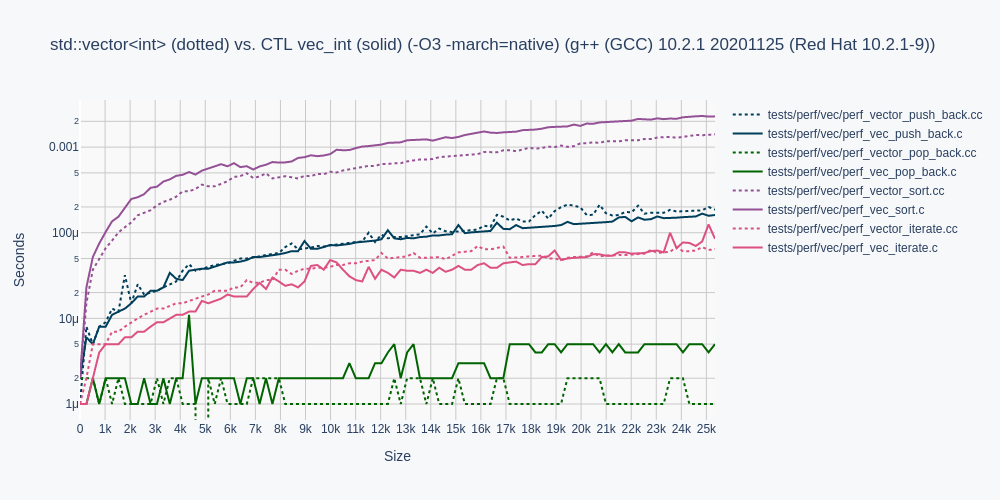 std::vector<int> (dotted) vs. CTL vec_int (solid) (-O3 -march=native) (g++ (GCC) 10.2.1 20201125 (Red Hat 10.2.1-9))
tests/perf/vec/perf_vector_push_back.cc
tests/perf/vec/perf_vec_push_back.c
tests/perf/vec/perf_vector_pop_back.cc
tests/perf/vec/perf_vec_pop_back.c
tests/perf/vec/perf_vector_sort.cc
tests/perf/vec/perf_vec_sort.c
tests/perf/vec/perf_vector_iterate.cc
tests/perf/vec/perf_vec_iterate.c
Seconds
2
0.001
5
2
100μ
5
2
10μ
5
2
1μ
0 1k 2k 3k 4k 5k 6k 7k 8k 9k 10k 11k 12k 13k 14k 15k 16k 17k 18k 19k 20k 21k 22k 23k 24k 25k
Size